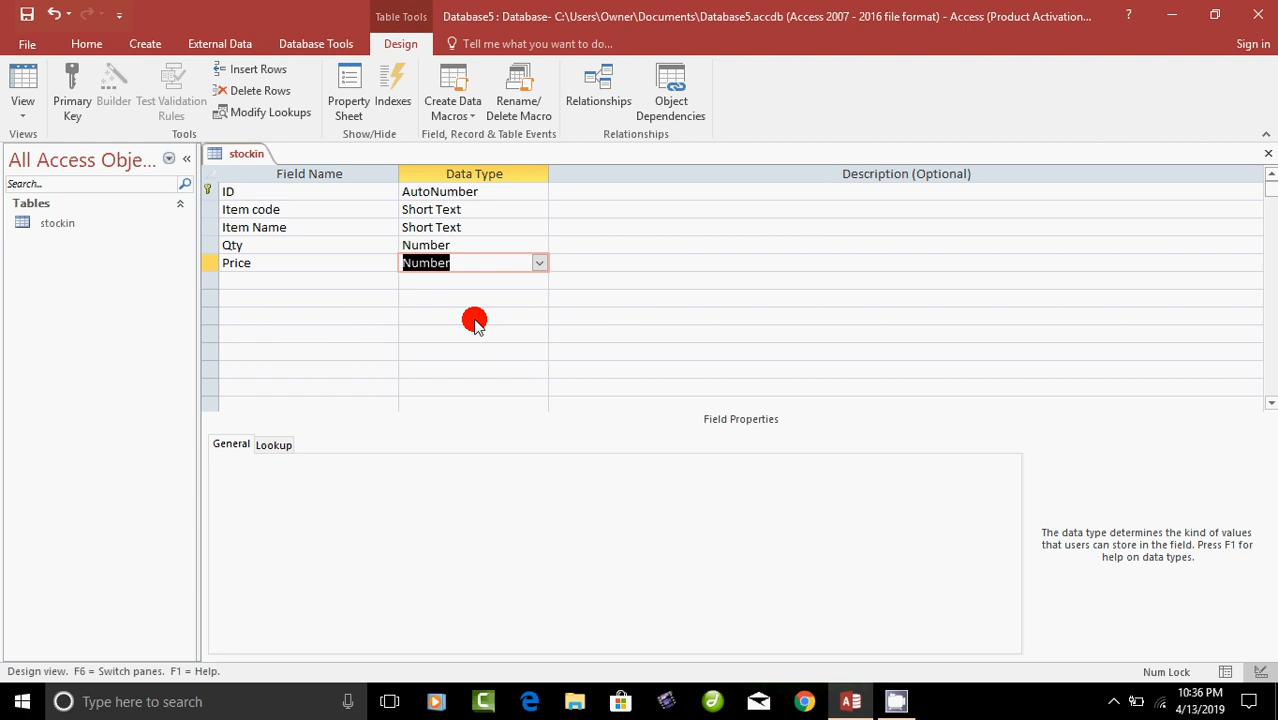 Table Tools
Database5 : Database- C:\Users\Owner\Documents\Database5.accdb (Access 2007 - 2016 file format) - Access (Product Activation...
?
File
Home
Create
External Data
Database Tools
Design
Tell me what you want to do...
Sign in
View
Primary Key
Builder
Test Validation Rules
Insert Rows
Delete Rows
Modify Lookups
Property Sheet
Indexes
Create Data Macros
Rename/ Delete Macro
Relationships
Object Dependencies
Views
Tools
Show/Hide
Field, Record & Table Events
Relationships
All Access Obje...
Search...
Tables
stockin
stockin
Field Name Data Type Description (Optional)
ID AutoNumber
Item code Short Text
Item Name Short Text
Qty Number
Price Number
Field Properties
General
Lookup
The data type determines the kind of values
that users can store in the field. Press F1 for
help on data types.
Design view. F6 = Switch panes. F1 = Help.
Num Lock
Type here to search
10:36 PM
4/13/2019